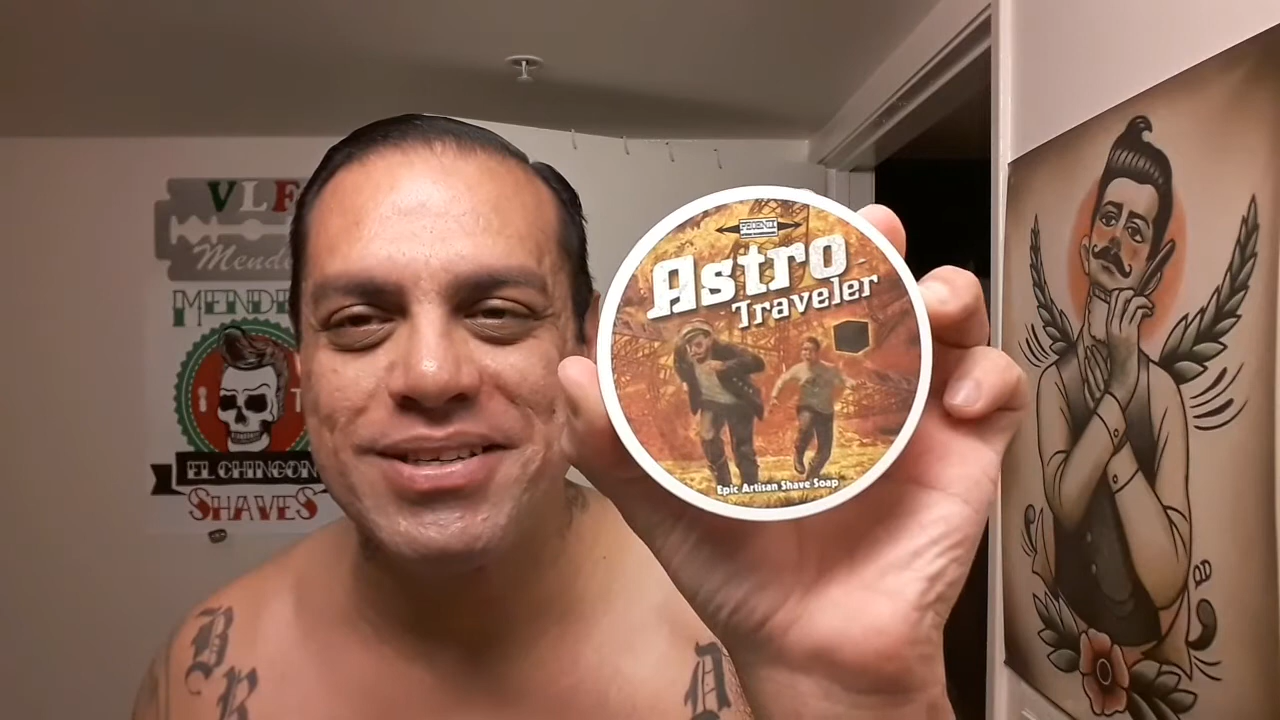 VLF
Mende
MENDE
EL CHINGON
SHAVES
Astro
Traveler
Epic Artisan Shave Soap